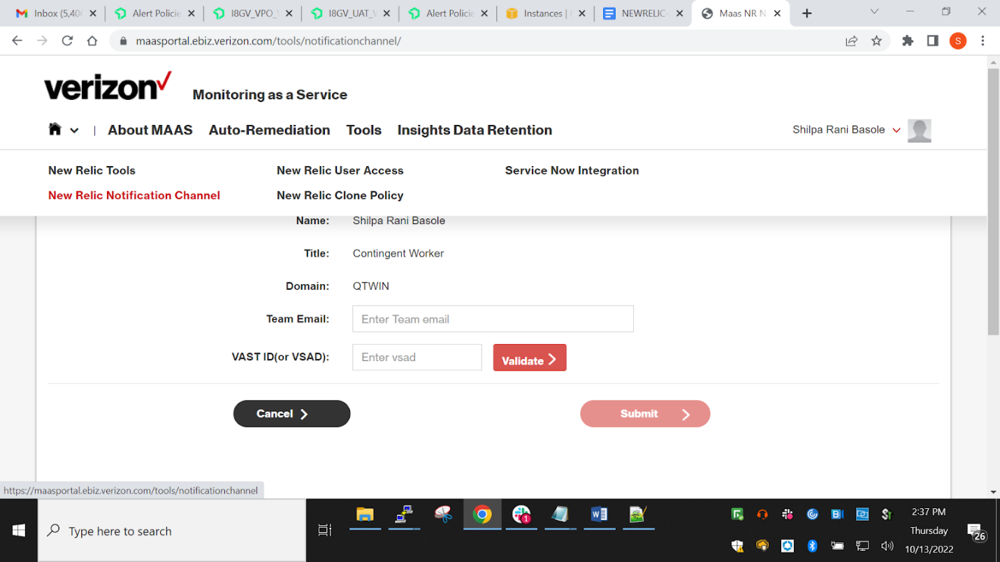 Inbox (5,40
Alert Policie
I8GV_VPO_
I8GV_UAT_
Alert Policie
Instances |
NEWRELIC-
Maas NR N
maasportal.ebiz.verizon.com/tools/notificationchannel/
S
verizon
Monitoring as a Service
About MAAS
Auto-Remediation
Tools
Insights Data Retention
Shilpa Rani Basole
New Relic Tools
New Relic User Access
Service Now Integration
New Relic Notification Channel
New Relic Clone Policy
Name: Shilpa Rani Basole
Title: Contingent Worker
Domain: QTWIN
Team Email: Enter Team email
VAST ID(or VSAD): Enter vsad Validate
Cancel
Submit
https://maasportal.ebiz.verizon.com/tools/notificationchannel
Type here to search
1
2:37 PM
Thursday
10/13/2022
26